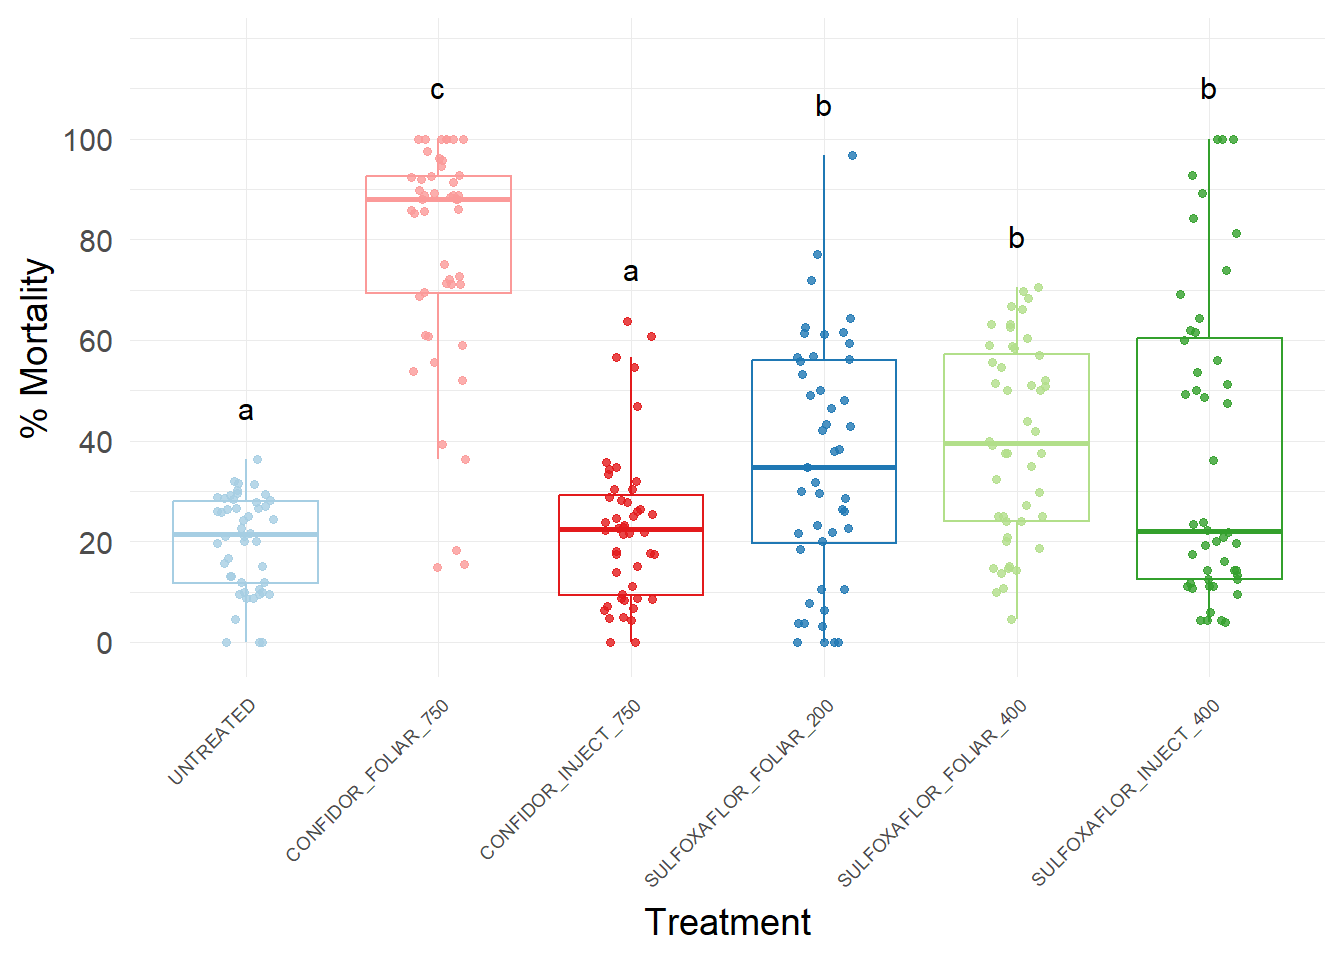 c
b
b
100
80
b
a
60
a
40
20
0
% Mortality
UNTREATED
CONFIDOR_FOLIAR_750
CONFIDOR_INJECT_750
SULFOXAFLOR_FOLIAR_200
SULFOXAFLOR_FOLIAR_400
SULFOXAFLOR_INJECT_400
Treatment